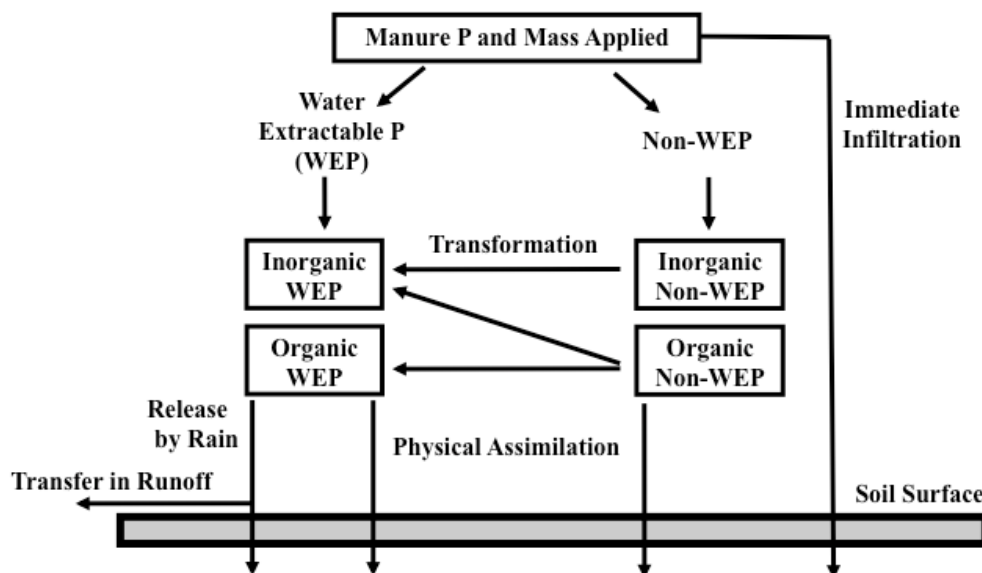 Manure P and Mass Applied
Water
Extractable P
(WEP)
Non-WEP
Immediate
Infiltration
Transformation
Inorganic
WEP
Inorganic
Non-WEP
Organic
WEP
Organic
Non-WEP
Release
by Rain
Physical Assimilation
Transfer in Runoff
Soil Surface